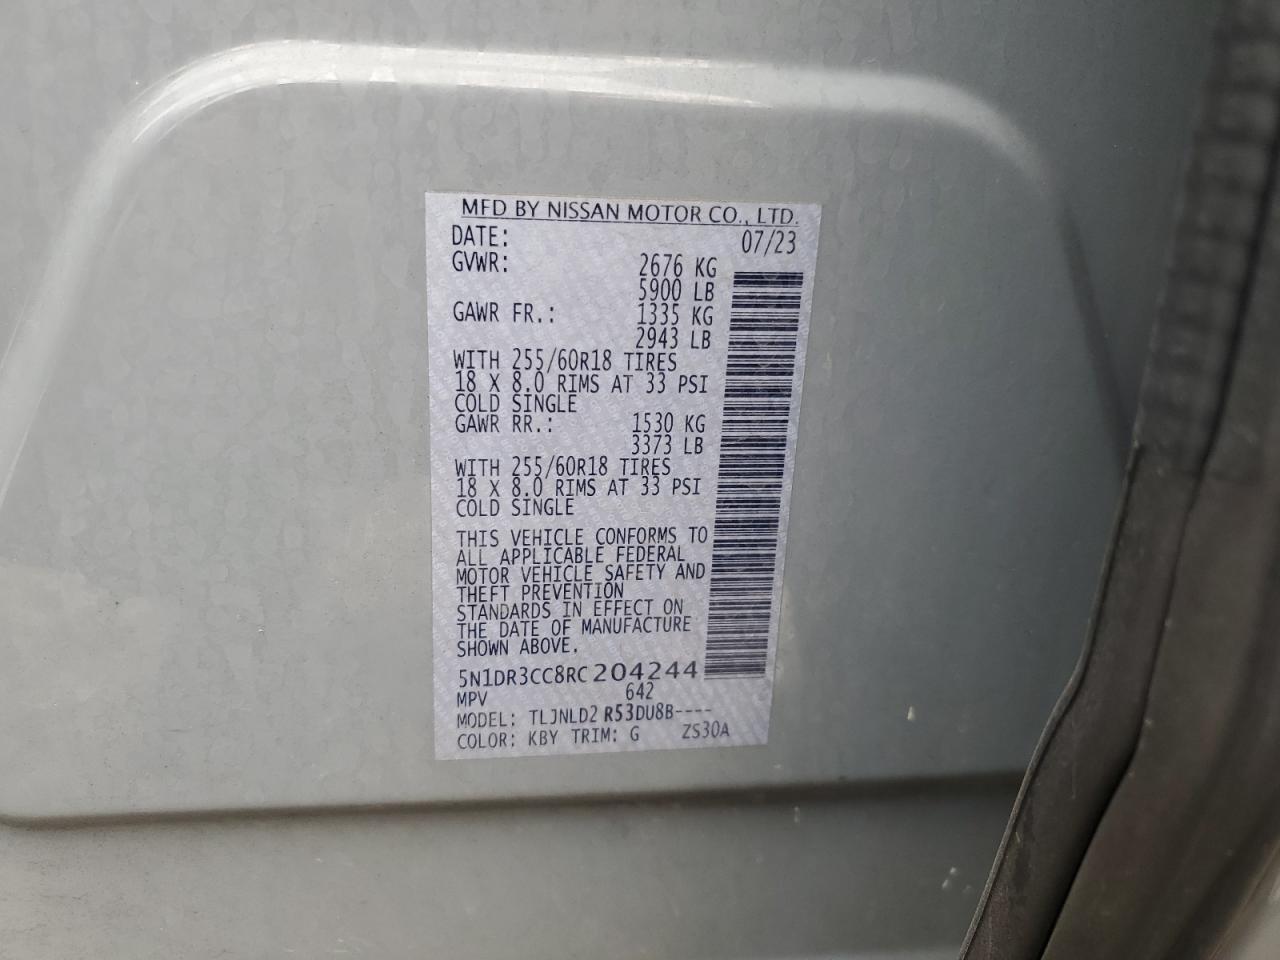 MFD BY NISSAN MOTOR CO., LTD.
DATE: 07/23
GVWR: 2676 KG
5900 LB
GAWR FR.: 1335 KG
2943 LB
WITH 255/60R18 TIRES
18 X 8.0 RIMS AT 33 PSI
COLD SINGLE
GAWR RR.: 1530 KG
3373 LB
WITH 255/60R18 TIRES
18 X 8.0 RIMS AT 33 PSI
COLD SINGLE
THIS VEHICLE CONFORMS TO
ALL APPLICABLE FEDERAL
MOTOR VEHICLE SAFETY AND
THEFT PREVENTION
STANDARDS IN EFFECT ON
THE DATE OF MANUFACTURE
SHOWN ABOVE.
5N1DR3CC8RC204244
MPV 642
MODEL: TLJNLD2 R53DU8B----
COLOR: KBY TRIM: G ZS30A